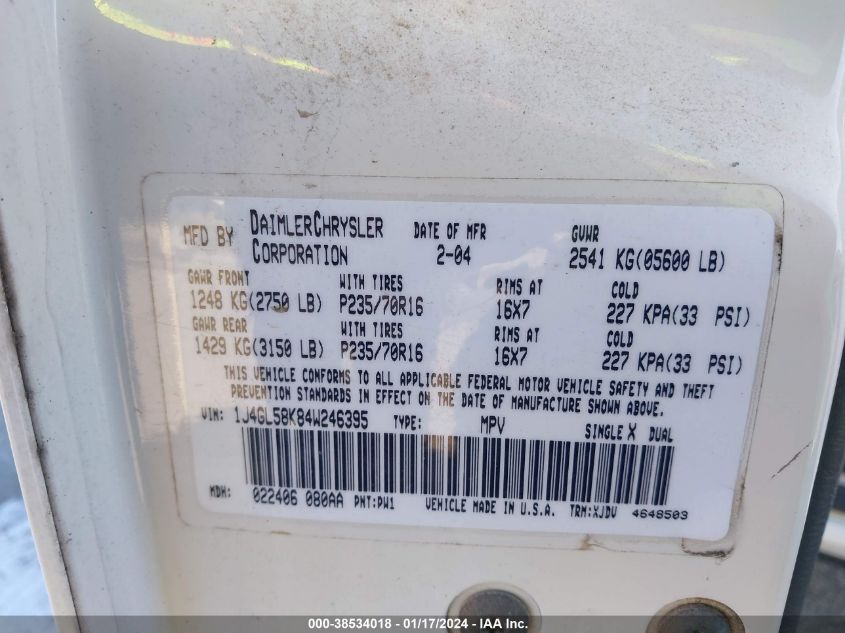 MFD BY DAIMLERCHRYSLER CORPORATION DATE OF MFR 2-04 GVWR 2541 KG(05600 LB)
GAWR FRONT WITH TIRES RIMS AT COLD
1248 KG(2750 LB) P235/70R16 16X7 227 KPA(33 PSI)
GAWR REAR WITH TIRES RIMS AT COLD
1429 KG(3150 LB) P235/70R16 16X7 227 KPA(33 PSI)
THIS VEHICLE CONFORMS TO ALL APPLICABLE FEDERAL MOTOR VEHICLE SAFETY AND THEFT
PREVENTION STANDARDS IN EFFECT ON THE DATE OF MANUFACTURE SHOWN ABOVE.
VIN: 1J4GL58K84W246395 TYPE: MPV SINGLE X DUAL
MDH: 022406 080AA PNT:PW1 VEHICLE MADE IN U.S.A. TRM:XJDV 4648503
000-38534018 - 01/17/2024 - IAA Inc.